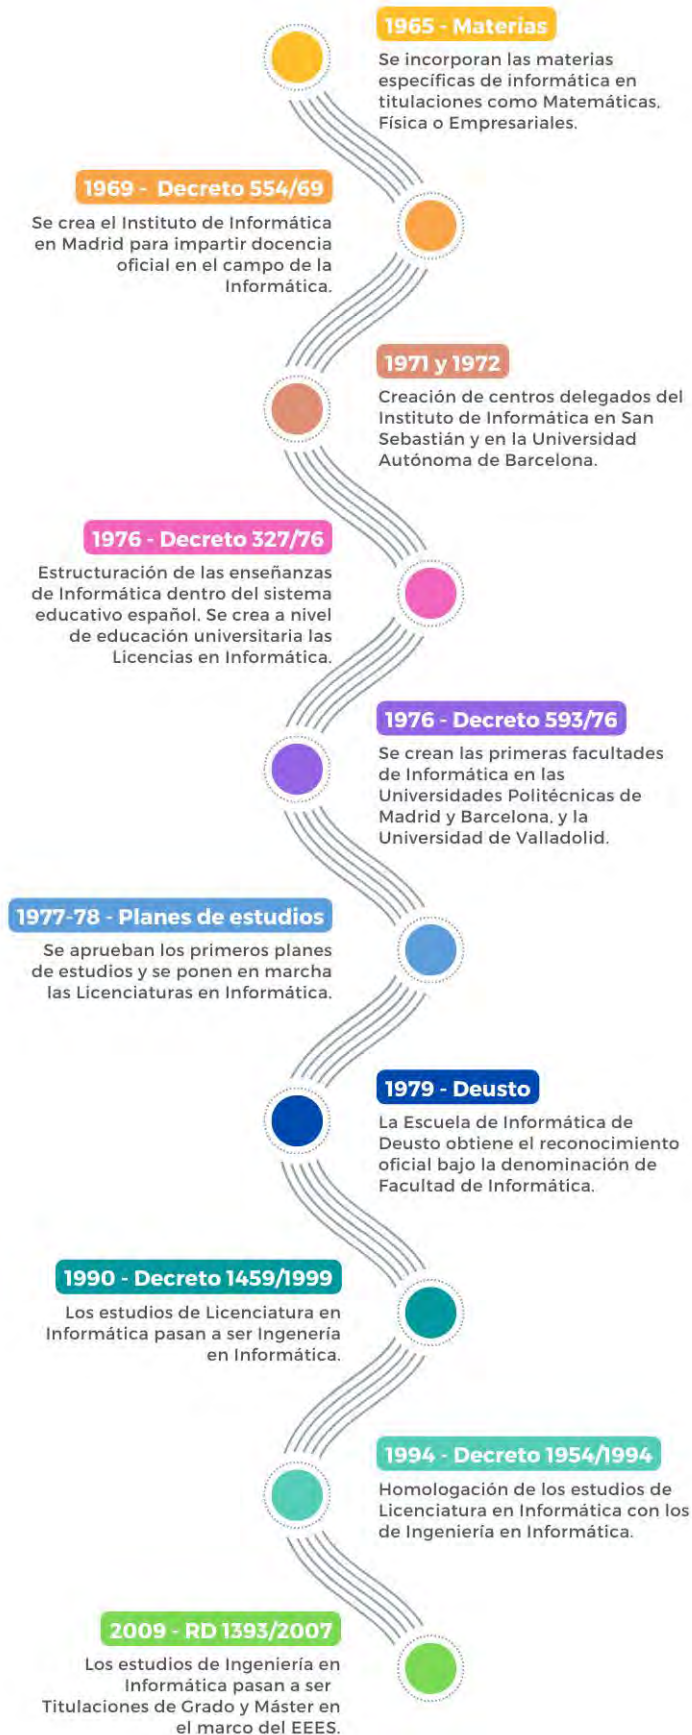 1965 - Materias
Se incorporan las materias
específicas de informática en
titulaciones como Matemáticas,
Física o Empresariales.
1969 - Decreto 554/69
Se crea el Instituto de Informática
en Madrid para impartir docencia
oficial en el campo de la
Informática.
1971 y 1972
Creación de centros delegados del
Instituto de Informática en San
Sebastián y en la Universidad
Autónoma de Barcelona.
1976 - Decreto 327/76
Estructuración de las enseñanzas
de Informática dentro del sistema
educativo español. Se crea a nivel
de educación universitaria las
Licencias en Informática.
1976 - Decreto 593/76
Se crean las primeras facultades
de Informática en las
Universidades Politécnicas de
Madrid y Barcelona, y la
Universidad de Valladolid.
1977-78 - Planes de estudios
Se aprueban los primeros planes
de estudios y se ponen en marcha
las Licenciaturas en Informática.
1979 - Deusto
La Escuela de Informática de
Deusto obtiene el reconocimiento
oficial bajo la denominación de
Facultad de Informática.
1990 - Decreto 1459/1999
Los estudios de Licenciatura en
Informática pasan a ser Ingenería
en Informática.
1994 - Decreto 1954/1994
Homologación de los estudios de
Licenciatura en Informática con los
de Ingeniería en Informática.
2009 - RD 1393/2007
Los estudios de Ingeniería en
Informática pasan a ser
Titulaciones de Grado y Máster en
el marco del EEES.